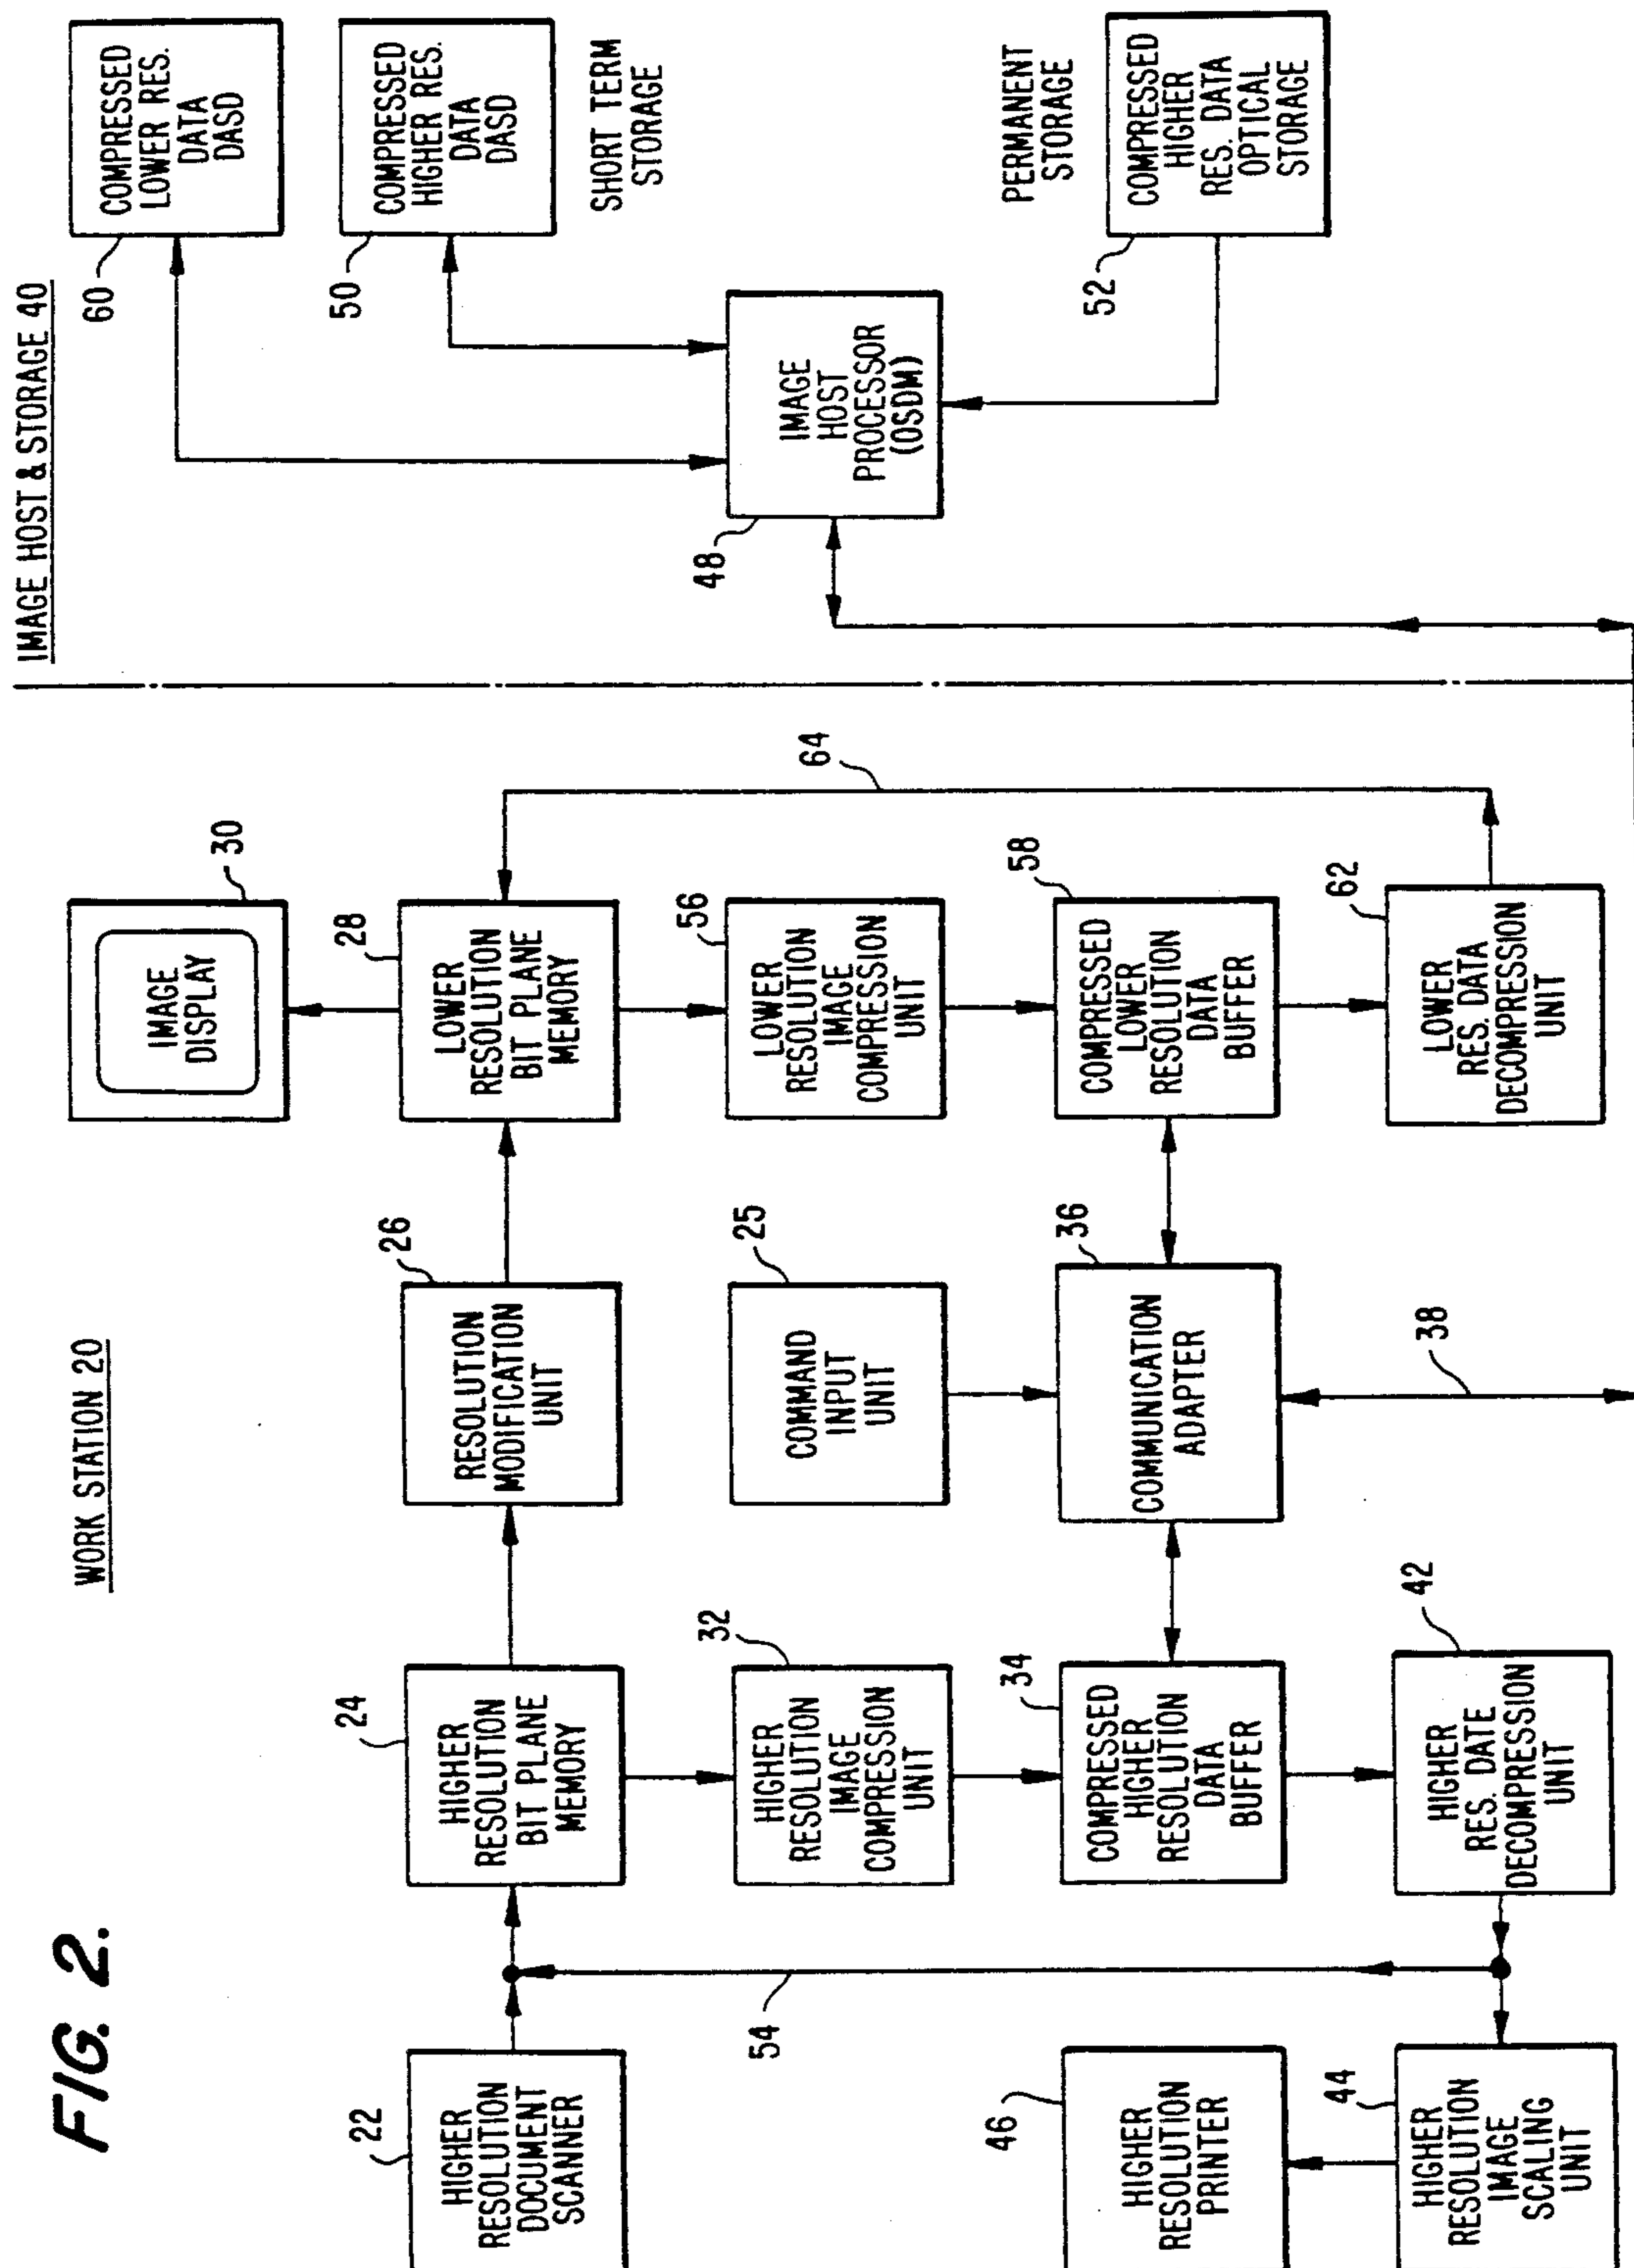 FIG. 2.
WORK STATION 20
IMAGE HOST & STORAGE 40
22
HIGHER
RESOLUTION
DOCUMENT
SCANNER
24
HIGHER
RESOLUTION
BIT PLANE
MEMORY
26
RESOLUTION
MODIFICATION
UNIT
28
LOWER
RESOLUTION
BIT PLANE
MEMORY
30
IMAGE
DISPLAY
32
HIGHER
RESOLUTION
IMAGE
COMPRESSION
UNIT
25
COMMAND
INPUT
UNIT
56
LOWER
RESOLUTION
IMAGE
COMPRESSION
UNIT
54
46
HIGHER
RESOLUTION
PRINTER
34
COMPRESSED
HIGHER
RESOLUTION
DATA
BUFFER
36
COMMUNICATION
ADAPTER
58
COMPRESSED
LOWER
RESOLUTION
DATA
BUFFER
64
44
HIGHER
RESOLUTION
IMAGE
SCALING
UNIT
42
HIGHER
RES. DATE
DECOMPRESSION
UNIT
38
62
LOWER
RES. DATA
DECOMPRESSION
UNIT
48
IMAGE
HOST
PROCESSOR
(OSDM)
60
COMPRESSED
LOWER RES.
DATA
DASD
50
COMPRESSED
HIGHER RES.
DATA
DASD
SHORT TERM
STORAGE
PERMANENT
STORAGE
52
COMPRESSED
HIGHER
RES. DATA
OPTICAL
STORAGE